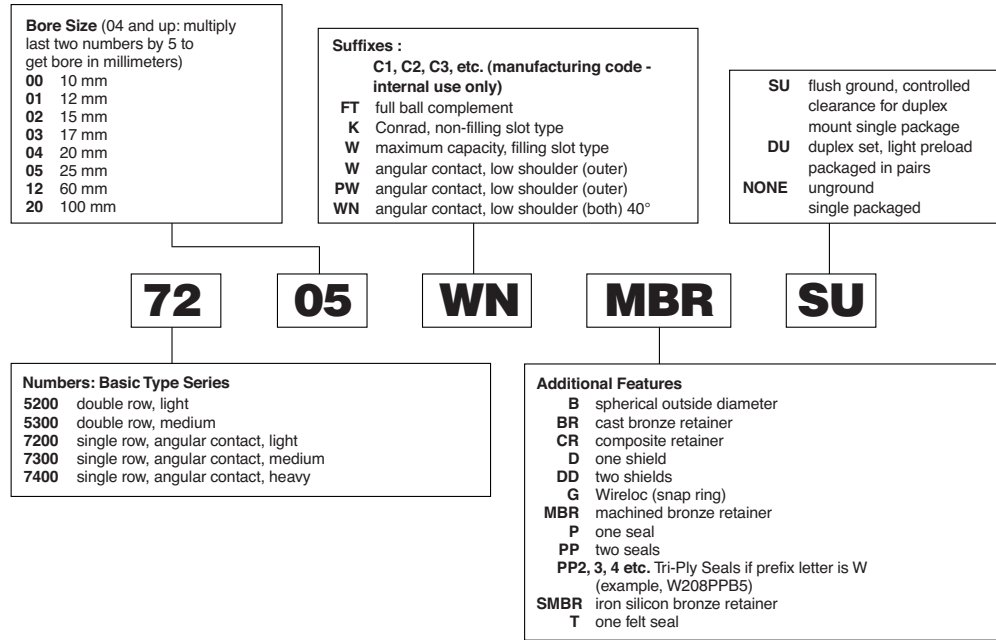 Bore Size (04 and up: multiply
last two numbers by 5 to
get bore in millimeters)
00 10 mm
01 12 mm
02 15 mm
03 17 mm
04 20 mm
05 25 mm
12 60 mm
20 100 mm
Suffixes :
C1, C2, C3, etc. (manufacturing code -
internal use only)
FT full ball complement
K Conrad, non-filling slot type
W maximum capacity, filling slot type
W angular contact, low shoulder (outer)
PW angular contact, low shoulder (outer)
WN angular contact, low shoulder (both) 40°
SU flush ground, controlled
clearance for duplex
mount single package
DU duplex set, light preload
packaged in pairs
NONE unground
single packaged
72 05 WN MBR SU
Numbers: Basic Type Series
5200 double row, light
5300 double row, medium
7200 single row, angular contact, light
7300 single row, angular contact, medium
7400 single row, angular contact, heavy
Additional Features
B spherical outside diameter
BR cast bronze retainer
CR composite retainer
D one shield
DD two shields
G Wireloc (snap ring)
MBR machined bronze retainer
P one seal
PP two seals
PP2, 3, 4 etc. Tri-Ply Seals if prefix letter is W
(example, W208PPB5)
SMBR iron silicon bronze retainer
T one felt seal